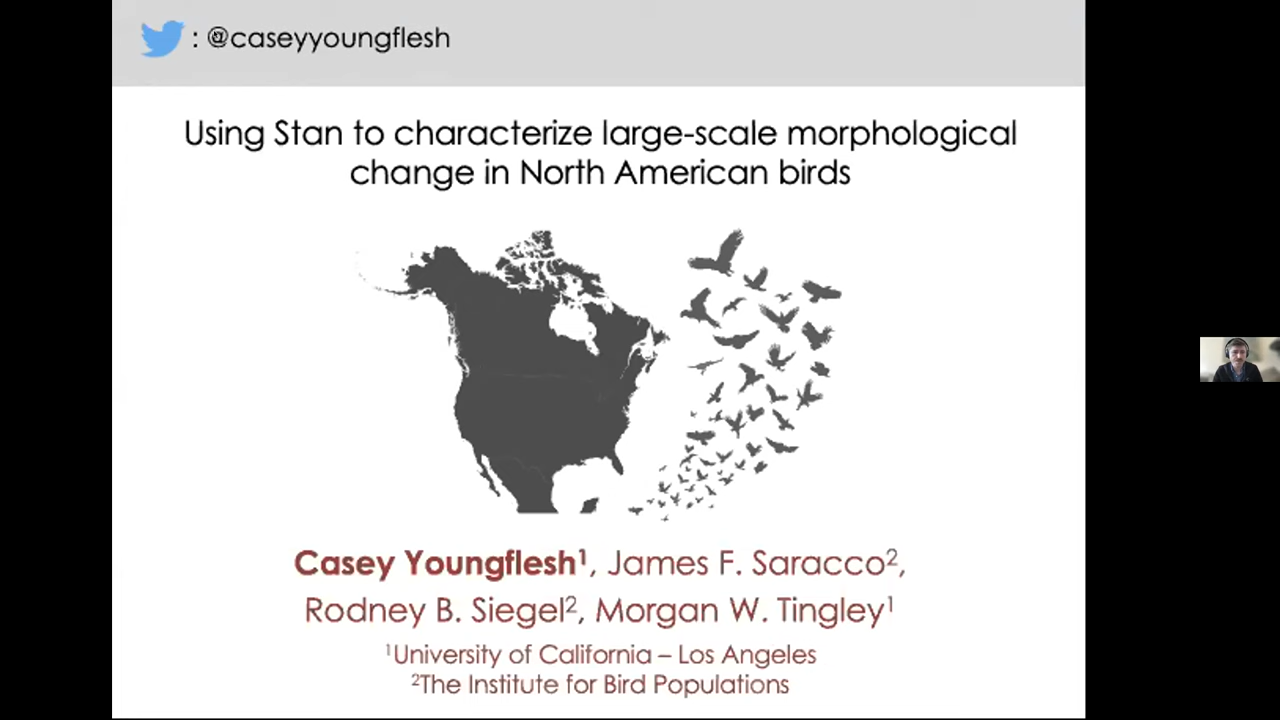 : @caseyyoungflesh
Using Stan to characterize large-scale morphological
change in North American birds
Casey Youngflesh¹, James F. Saracco²,
Rodney B. Siegel², Morgan W. Tingley¹
¹University of California – Los Angeles
²The Institute for Bird Populations